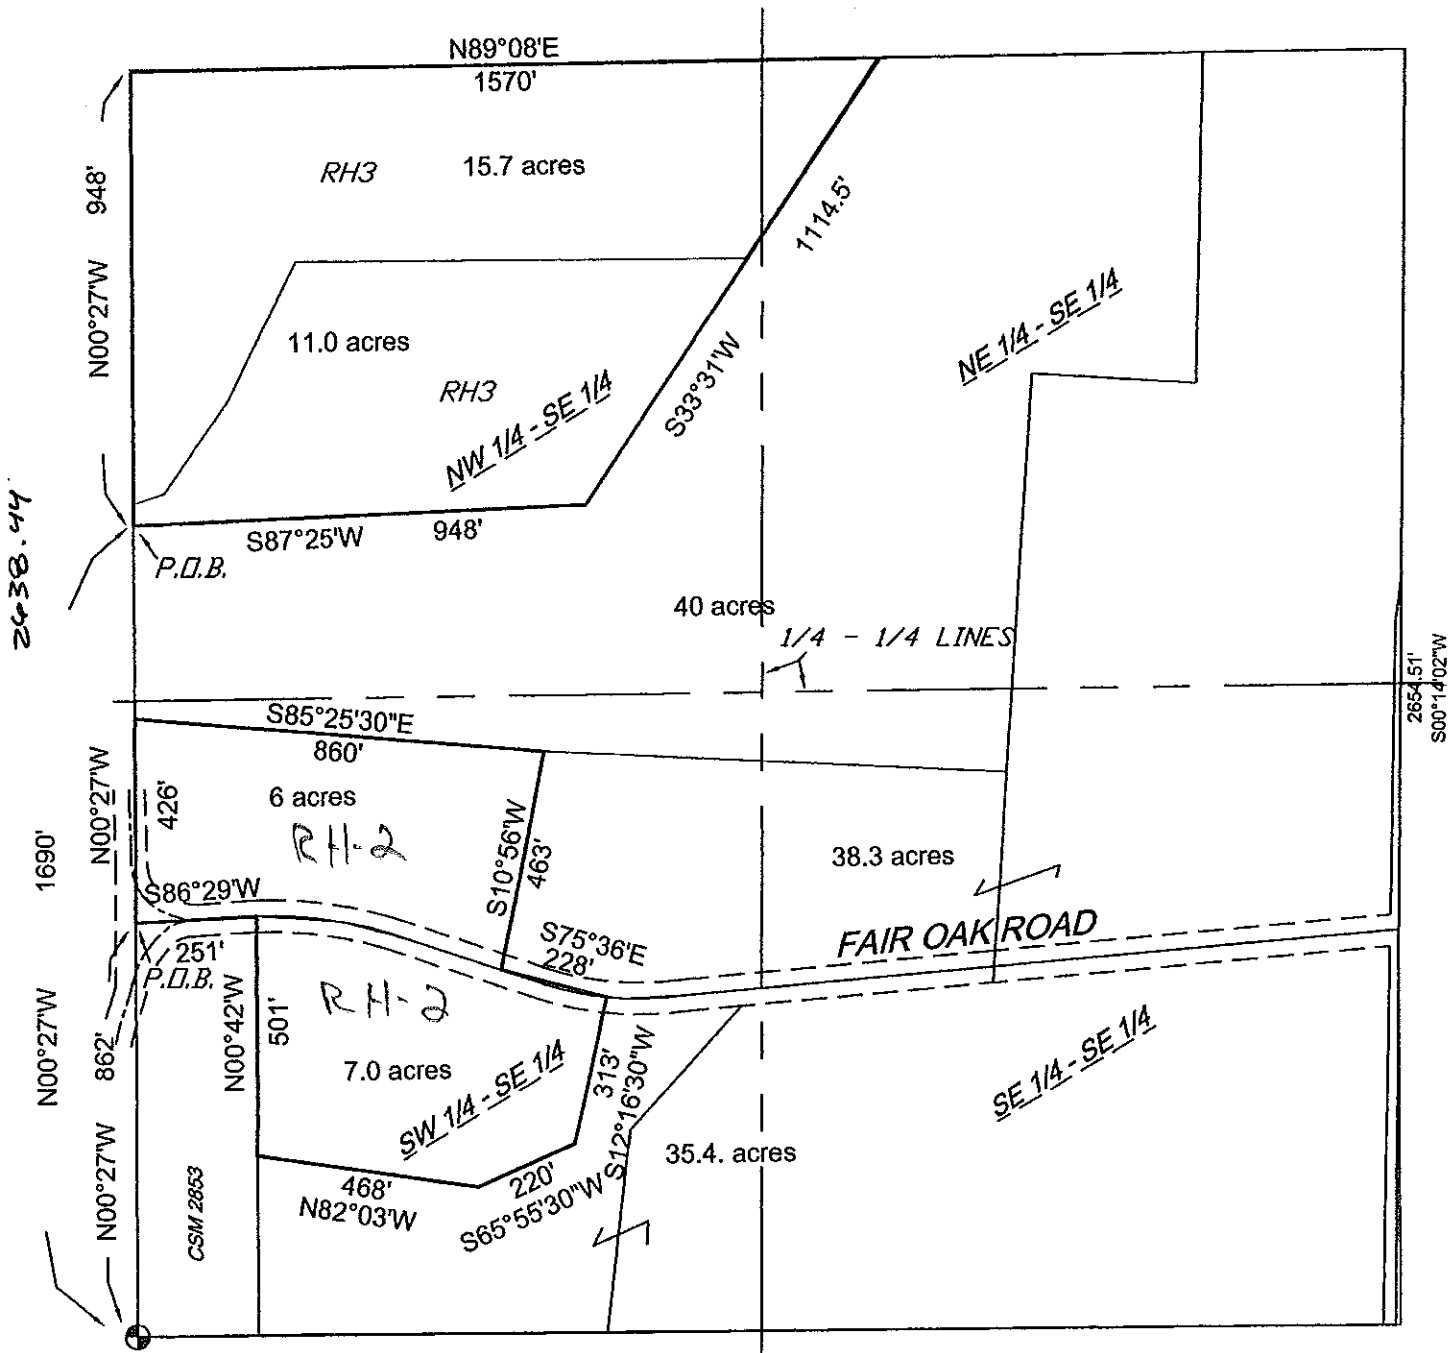 N89°08'E
1570'
948'
N00°27'W
RH3
15.7 acres
1114.5'
11.0 acres
RH3
NW 1/4 - SE 1/4
S33°31'W
NE 1/4 - SE 1/4
2638.44
S87°25'W
948'
P.O.B.
40 acres
1/4 - 1/4 LINES
2654.51'
S00°14'02"W
S85°25'30"E
860'
N00°27'W
426'
6 acres
RH-2
S10°56'W
463'
38.3 acres
1690'
S86°29'W
251'
P.O.B.
S75°36'E
228'
FAIR OAK ROAD
N00°27'W
862'
N00°42'W
501'
RH-2
7.0 acres
SW 1/4 - SE 1/4
313'
S12°16'30"W
SE 1/4 - SE 1/4
N00°27'W
CSM 2853
468'
N82°03'W
220'
S65°55'30"W
35.4. acres